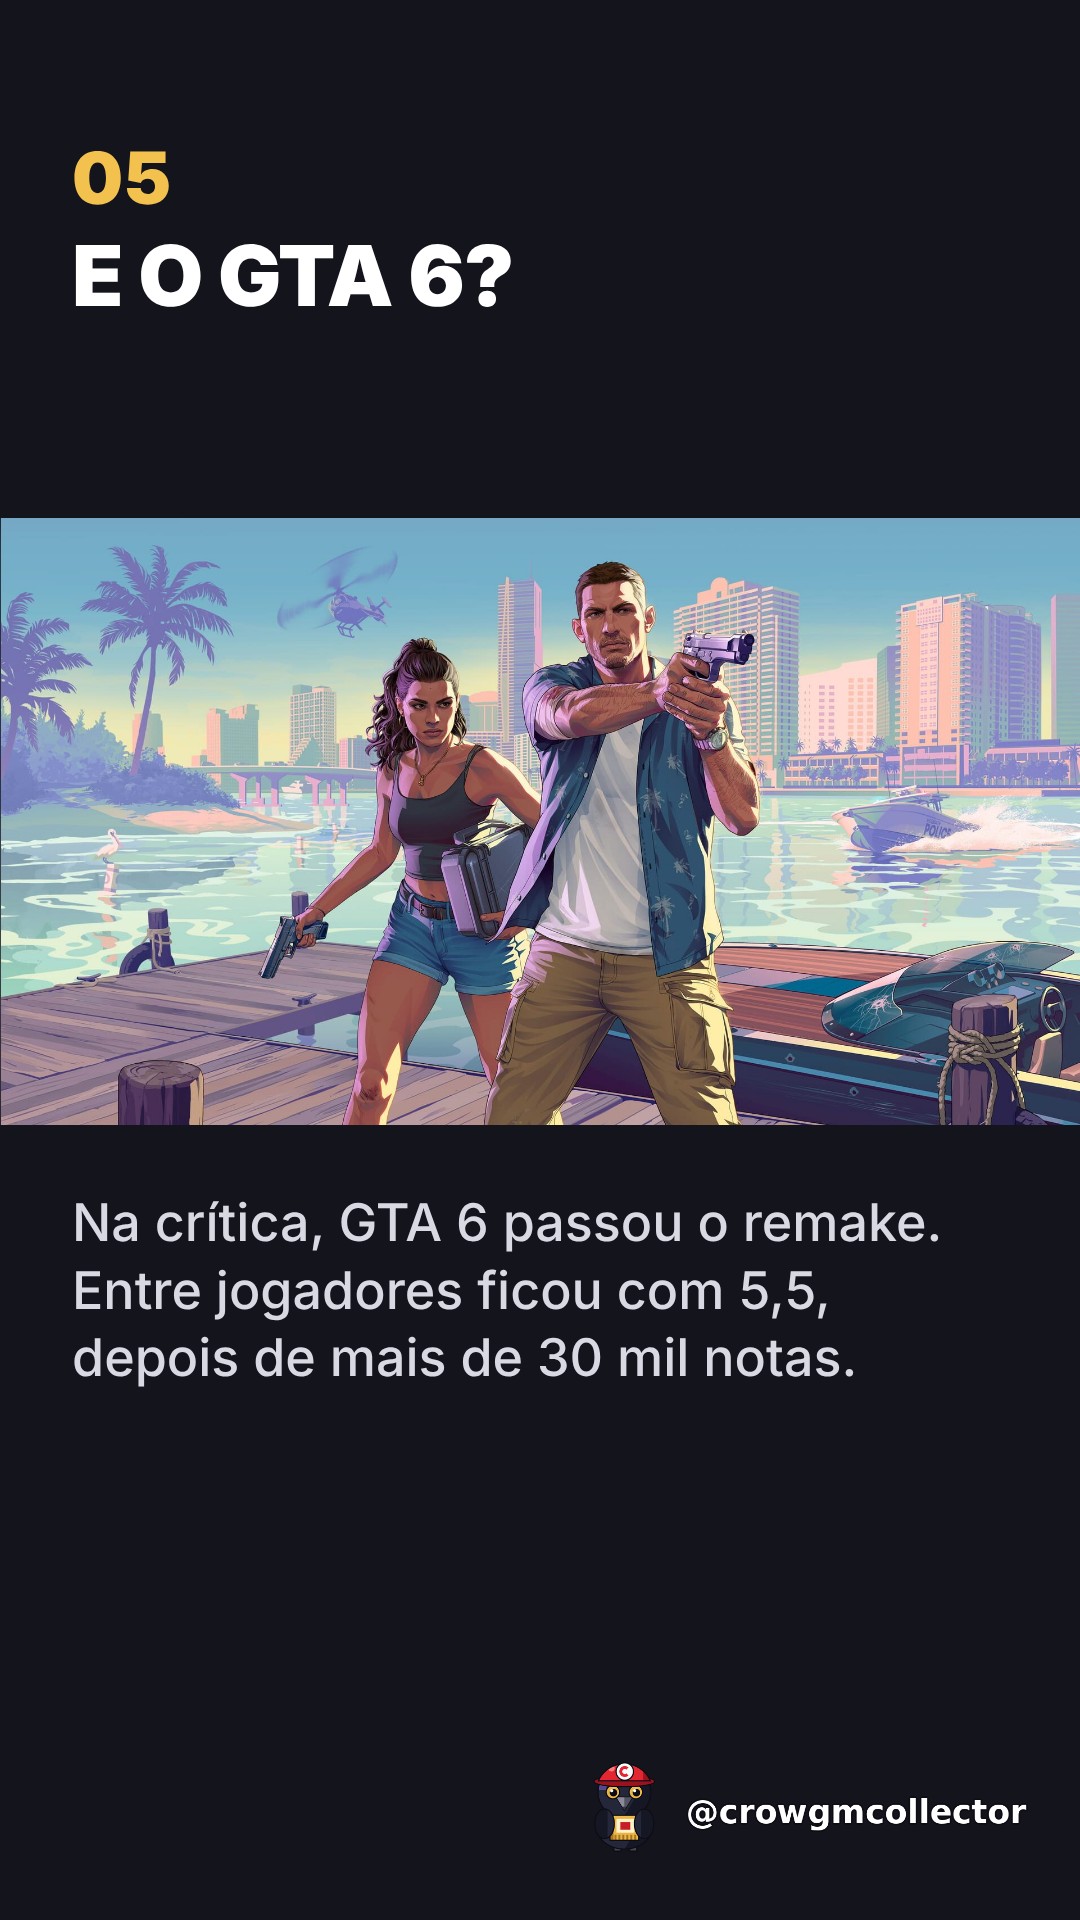 05
E O GTA 6?
POLICE
Na crítica, GTA 6 passou o remake.
Entre jogadores ficou com 5,5,
depois de mais de 30 mil notas.
C
@crowgmcollector